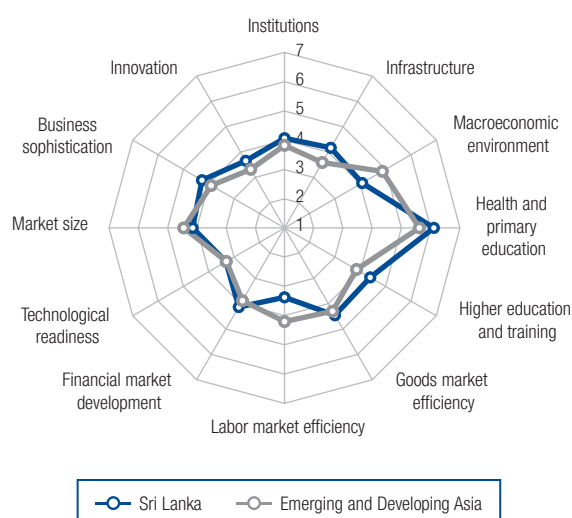 Institutions
7
6
5
4
3
2
1
Infrastructure
Macroeconomic
environment
Health and
primary
education
Higher education
and training
Goods market
efficiency
Labor market efficiency
Financial market
development
Technological
readiness
Market size
Business
sophistication
Innovation
Sri Lanka
Emerging and Developing Asia